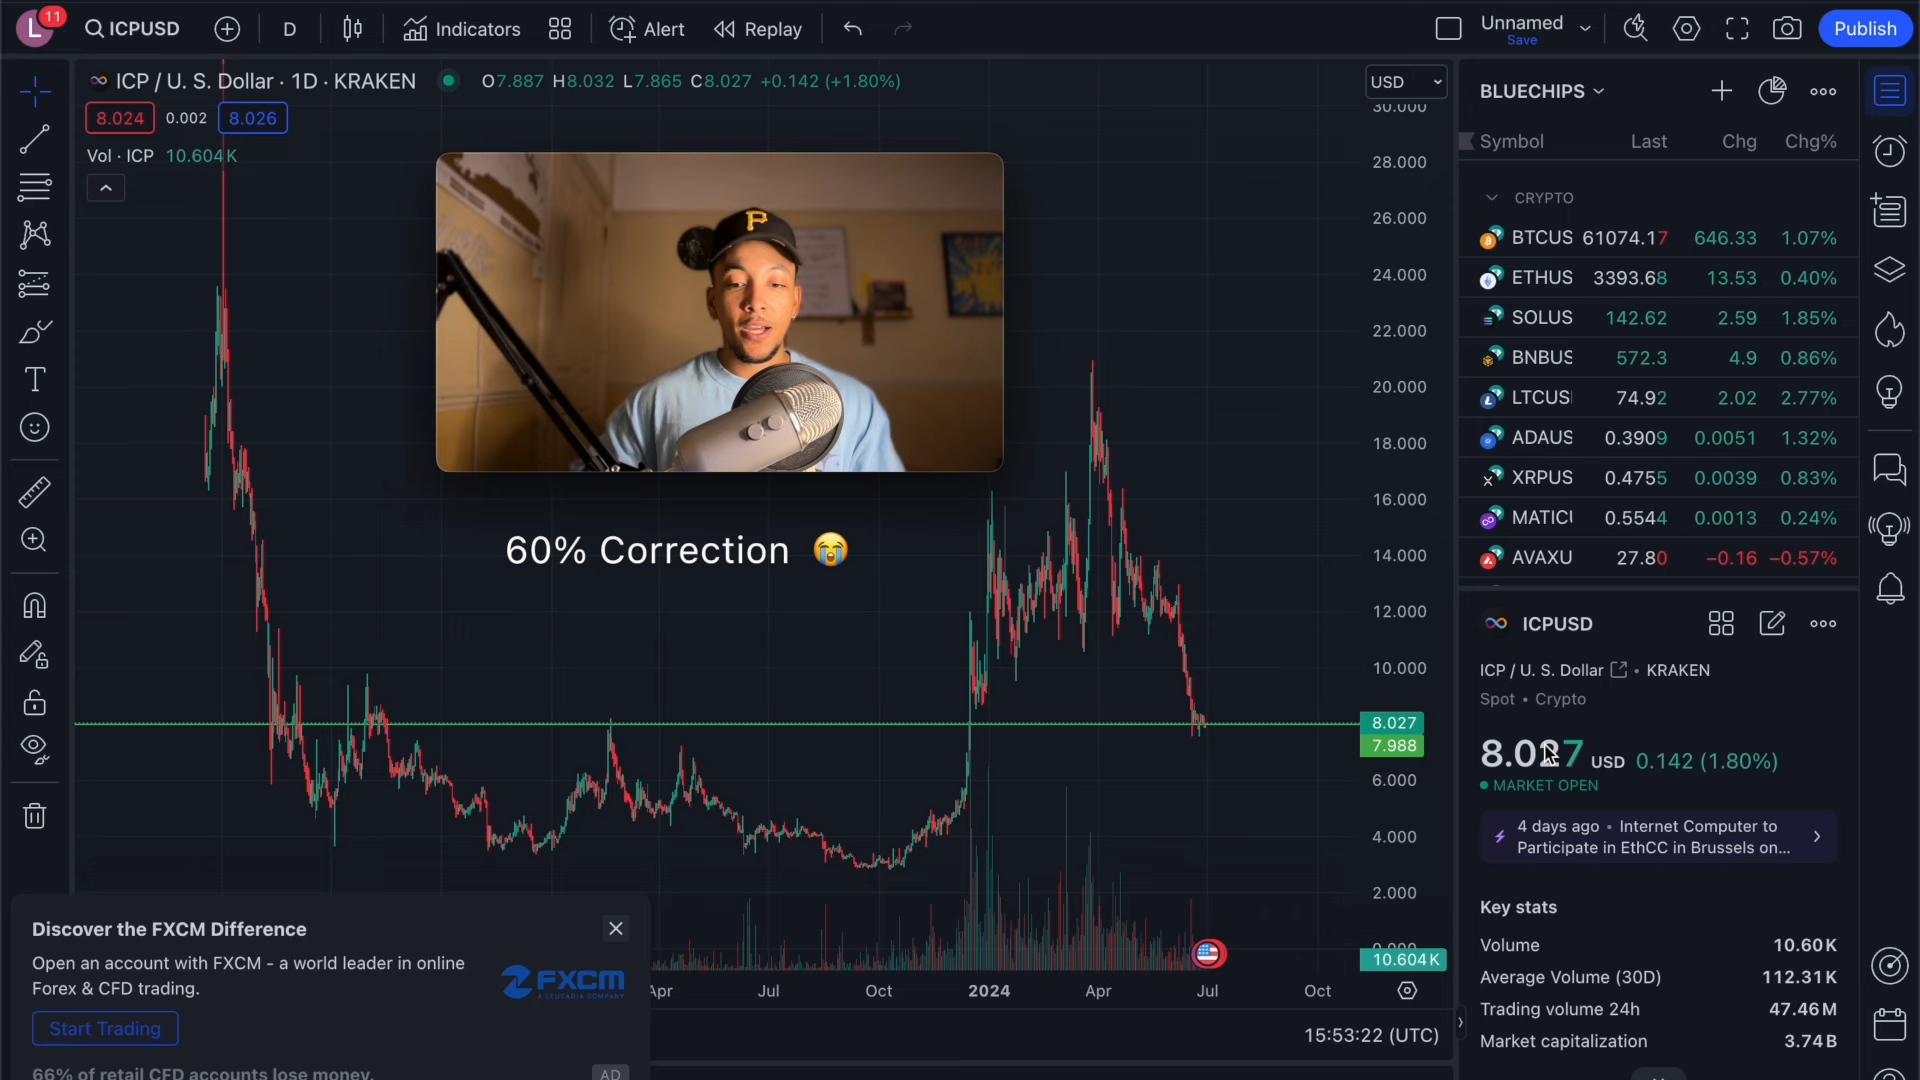 L
11
ICPUSD
D
Indicators
Alert
Replay
Unnamed
Save
Publish
ICP / U. S. Dollar · 1D · KRAKEN
O7.887 H8.032 L7.865 C8.027 +0.142 (+1.80%)
8.024 0.002 8.026
Vol · ICP 10.604K
USD
30.000
28.000
26.000
24.000
22.000
20.000
18.000
16.000
14.000
12.000
10.000
8.027
7.988
6.000
4.000
2.000
0.000
10.604K
P
60% Correction 😭
Apr Jul Oct 2024 Apr Jul Oct
15:53:22 (UTC)
Discover the FXCM Difference
Open an account with FXCM - a world leader in online
Forex & CFD trading.
FXCM
A LEUCADIA COMPANY
Start Trading
66% of retail CFD accounts lose money.
AD
BLUECHIPS
Symbol Last Chg Chg%
CRYPTO
BTCUS 61074.17 646.33 1.07%
ETHUS 3393.68 13.53 0.40%
SOLUS 142.62 2.59 1.85%
BNBUS 572.3 4.9 0.86%
LTCUS 74.92 2.02 2.77%
ADAUS 0.3909 0.0051 1.32%
XRPUS 0.4755 0.0039 0.83%
MATICU 0.5544 0.0013 0.24%
AVAXU 27.80 −0.16 −0.57%
ICPUSD
ICP / U. S. Dollar • KRAKEN
Spot • Crypto
8.027 USD 0.142 (1.80%)
MARKET OPEN
4 days ago • Internet Computer to
Participate in EthCC in Brussels on...
Key stats
Volume 10.60K
Average Volume (30D) 112.31K
Trading volume 24h 47.46M
Market capitalization 3.74B